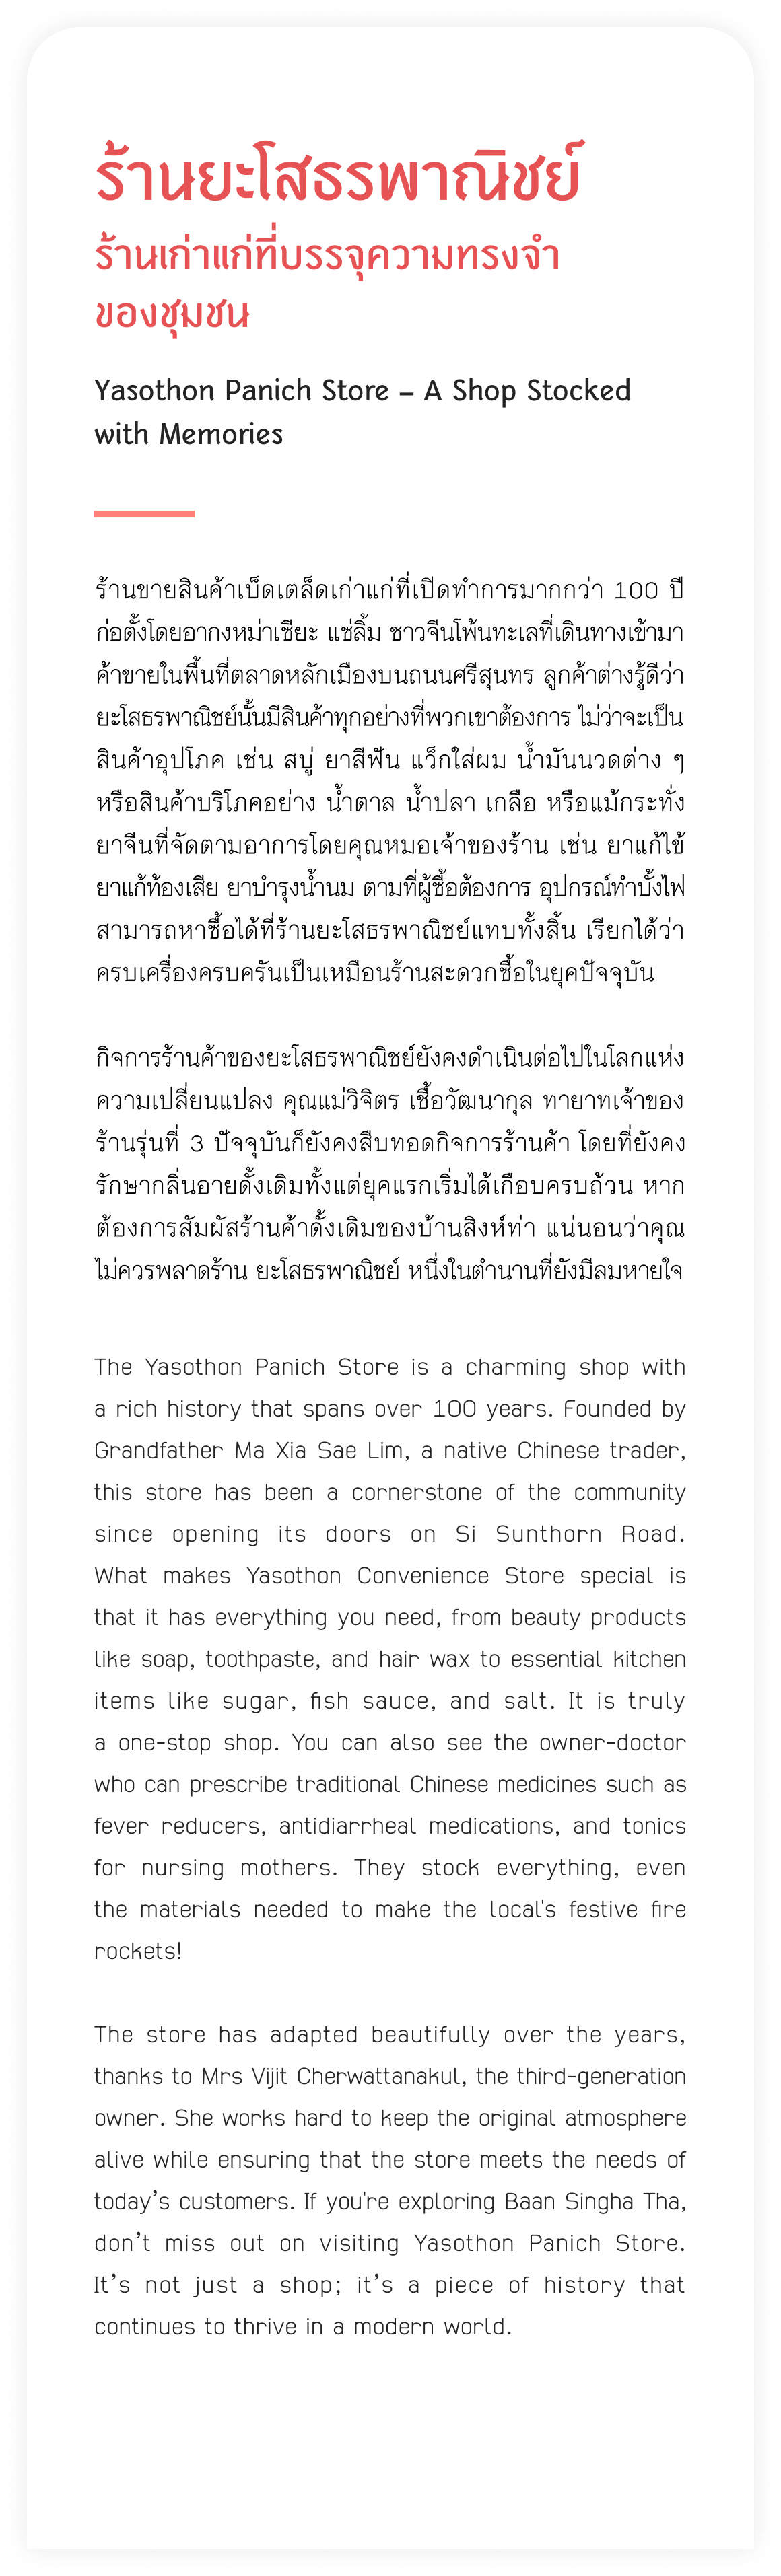 ร้านยะโสธรพาณิชย์
ร้านเก่าแก่ที่บรรจุความทรงจำ
ของชุมชน
Yasothon Panich Store – A Shop Stocked
with Memories
ร้านขายสินค้าเบ็ดเตล็ดเก่าแก่ที่เปิดทำการมากกว่า 100 ปี
ก่อตั้งโดยอากงหม่าเซียะ แซ่ลิ้ม ชาวจีนโพ้นทะเลที่เดินทางเข้ามา
ค้าขายในพื้นที่ตลาดหลักเมืองบนถนนศรีสุนทร ลูกค้าต่างรู้ดีว่า
ยะโสธรพาณิชย์นั้นมีสินค้าทุกอย่างที่พวกเขาต้องการ ไม่ว่าจะเป็น
สินค้าอุปโภค เช่น สบู่ ยาสีฟัน แว็กใส่ผม น้ำมันนวดต่าง ๆ
หรือสินค้าบริโภคอย่าง น้ำตาล น้ำปลา เกลือ หรือแม้กระทั่ง
ยาจีนที่จัดตามอาการโดยคุณหมอเจ้าของร้าน เช่น ยาแก้ไข้
ยาแก้ท้องเสีย ยาบำรุงน้ำนม ตามที่ผู้ซื้อต้องการ อุปกรณ์ทำบั้งไฟ
สามารถหาซื้อได้ที่ร้านยะโสธรพาณิชย์แทบทั้งสิ้น เรียกได้ว่า
ครบเครื่องครบครันเป็นเหมือนร้านสะดวกซื้อในยุคปัจจุบัน
กิจการร้านค้าของยะโสธรพาณิชย์ยังคงดำเนินต่อไปในโลกแห่ง
ความเปลี่ยนแปลง คุณแม่วิจิตร เชื้อวัฒนากุล ทายาทเจ้าของ
ร้านรุ่นที่ 3 ปัจจุบันก็ยังคงสืบทอดกิจการร้านค้า โดยที่ยังคง
รักษากลิ่นอายดั้งเดิมทั้งแต่ยุคแรกเริ่มได้เกือบครบถ้วน หาก
ต้องการสัมผัสร้านค้าดั้งเดิมของบ้านสิงห์ท่า แน่นอนว่าคุณ
ไม่ควรพลาดร้าน ยะโสธรพาณิชย์ หนึ่งในตำนานที่ยังมีลมหายใจ
The Yasothon Panich Store is a charming shop with
a rich history that spans over 100 years. Founded by
Grandfather Ma Xia Sae Lim, a native Chinese trader,
this store has been a cornerstone of the community
since opening its doors on Si Sunthorn Road.
What makes Yasothon Convenience Store special is
that it has everything you need, from beauty products
like soap, toothpaste, and hair wax to essential kitchen
items like sugar, fish sauce, and salt. It is truly
a one-stop shop. You can also see the owner-doctor
who can prescribe traditional Chinese medicines such as
fever reducers, antidiarrheal medications, and tonics
for nursing mothers. They stock everything, even
the materials needed to make the local's festive fire
rockets!
The store has adapted beautifully over the years,
thanks to Mrs Vijit Cherwattanakul, the third-generation
owner. She works hard to keep the original atmosphere
alive while ensuring that the store meets the needs of
today’s customers. If you're exploring Baan Singha Tha,
don’t miss out on visiting Yasothon Panich Store.
It’s not just a shop; it’s a piece of history that
continues to thrive in a modern world.